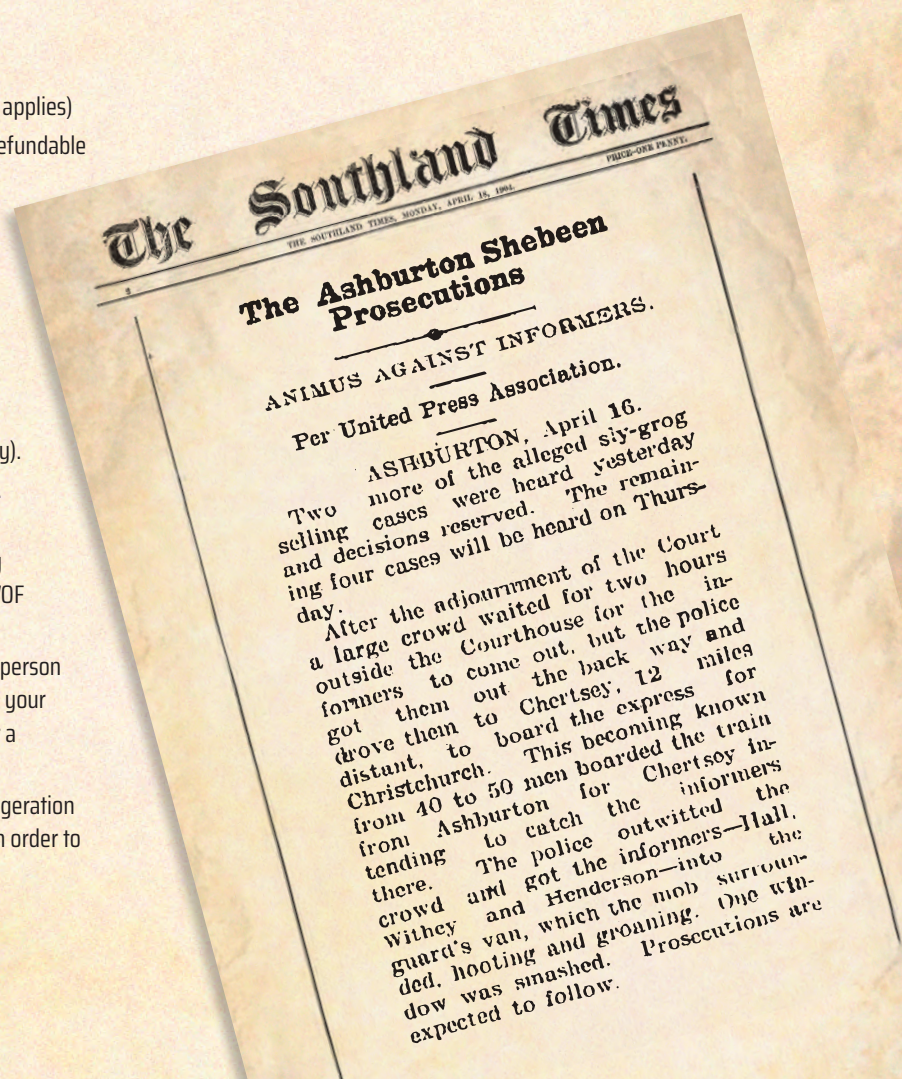 applies)
efundable
y).
OF
person
your
a
geration
n order to
The Southland Times
THE SOUTHLAND TIMES, MONDAY, APRIL 18, 1904.
PRICE—ONE PENNY.
The Ashburton Shebeen
Prosecutions
ANIMUS AGAINST INFORMERS.
Per United Press Association.
ASHBURTON, April 16.
Two more of the alleged sly-grog
selling cases were heard yesterday
and decisions reserved. The remain-
ing four cases will be heard on Thurs-
day.
After the adjournment of the Court
a large crowd waited for two hours
outside the Courthouse for the in-
formers to come out, but the police
got them out the back way and
drove them to Chertsey, 12 miles
distant, to board the express for
Christchurch. This becoming known
from 40 to 50 men boarded the train
from Ashburton for Chertsey in-
tending to catch the informers
there. The police outwitted the
crowd and got the informers—Hall,
Withey and Henderson—into the
guard's van, which the mob surroun-
ded, hooting and groaning. One win-
dow was smashed. Prosecutions are
expected to follow.